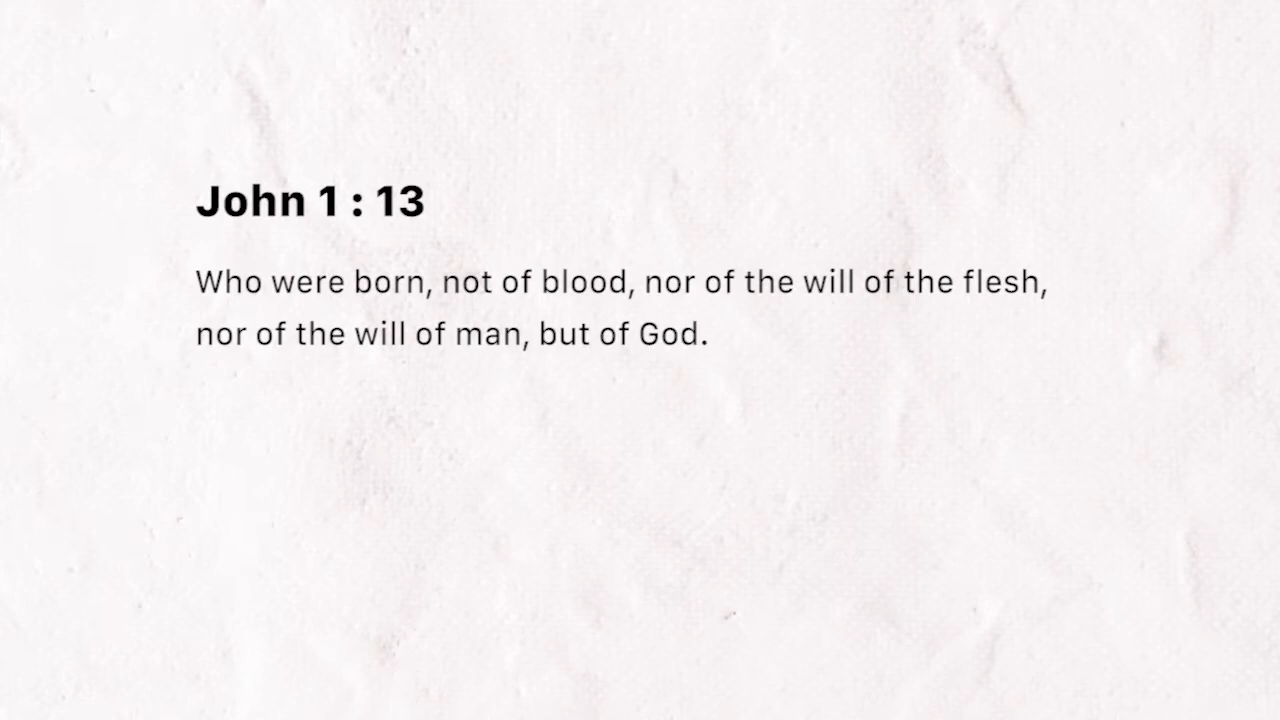 John 1 : 13
Who were born, not of blood, nor of the will of the flesh,
nor of the will of man, but of God.